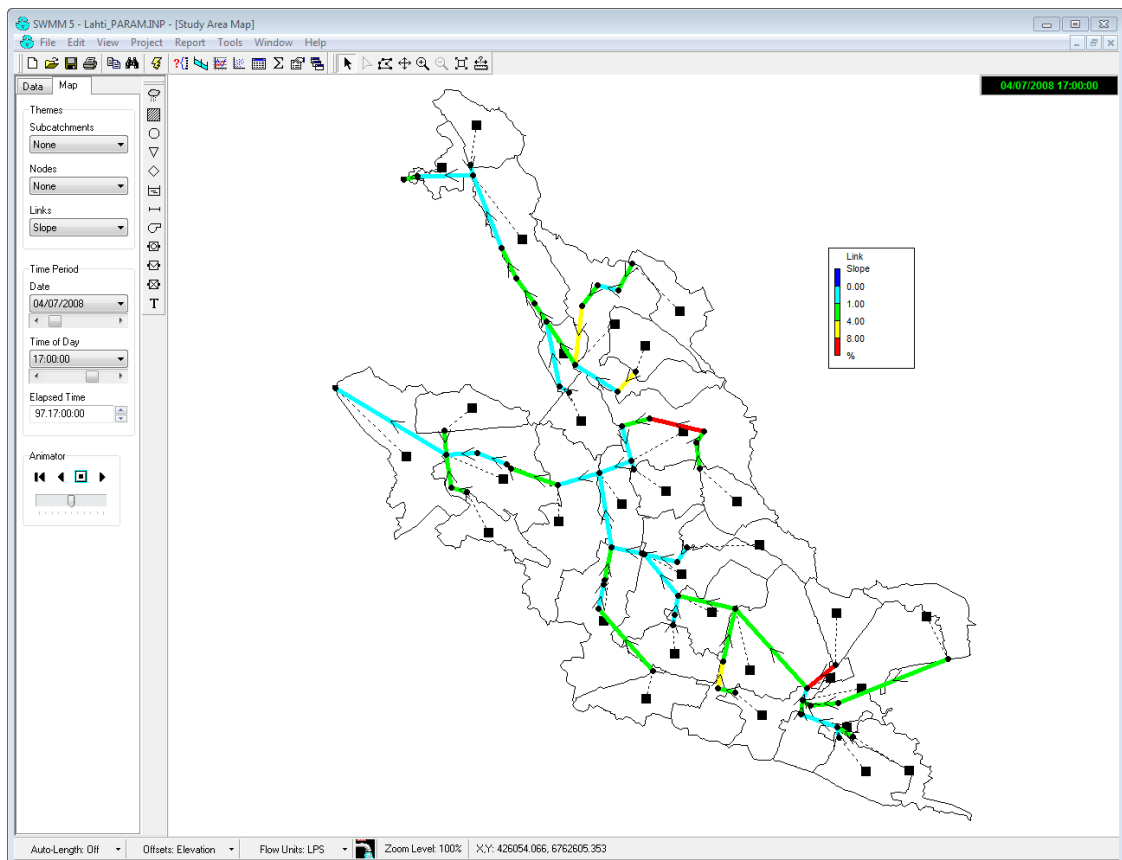 SWMM 5 - Lahti_PARAM.INP - [Study Area Map]
File Edit View Project Report Tools Window Help
Data Map
04/07/2008 17:00:00
Themes
Subcatchments
None
Nodes
None
Links
Slope
Time Period
Date
04/07/2008
Time of Day
17:00:00
Elapsed Time
97.17:00:00
Animator
T
Link
Slope
0.00
1.00
4.00
8.00
%
Auto-Length: Off Offsets: Elevation Flow Units: LPS Zoom Level: 100% X,Y: 426054.066, 6762605.353